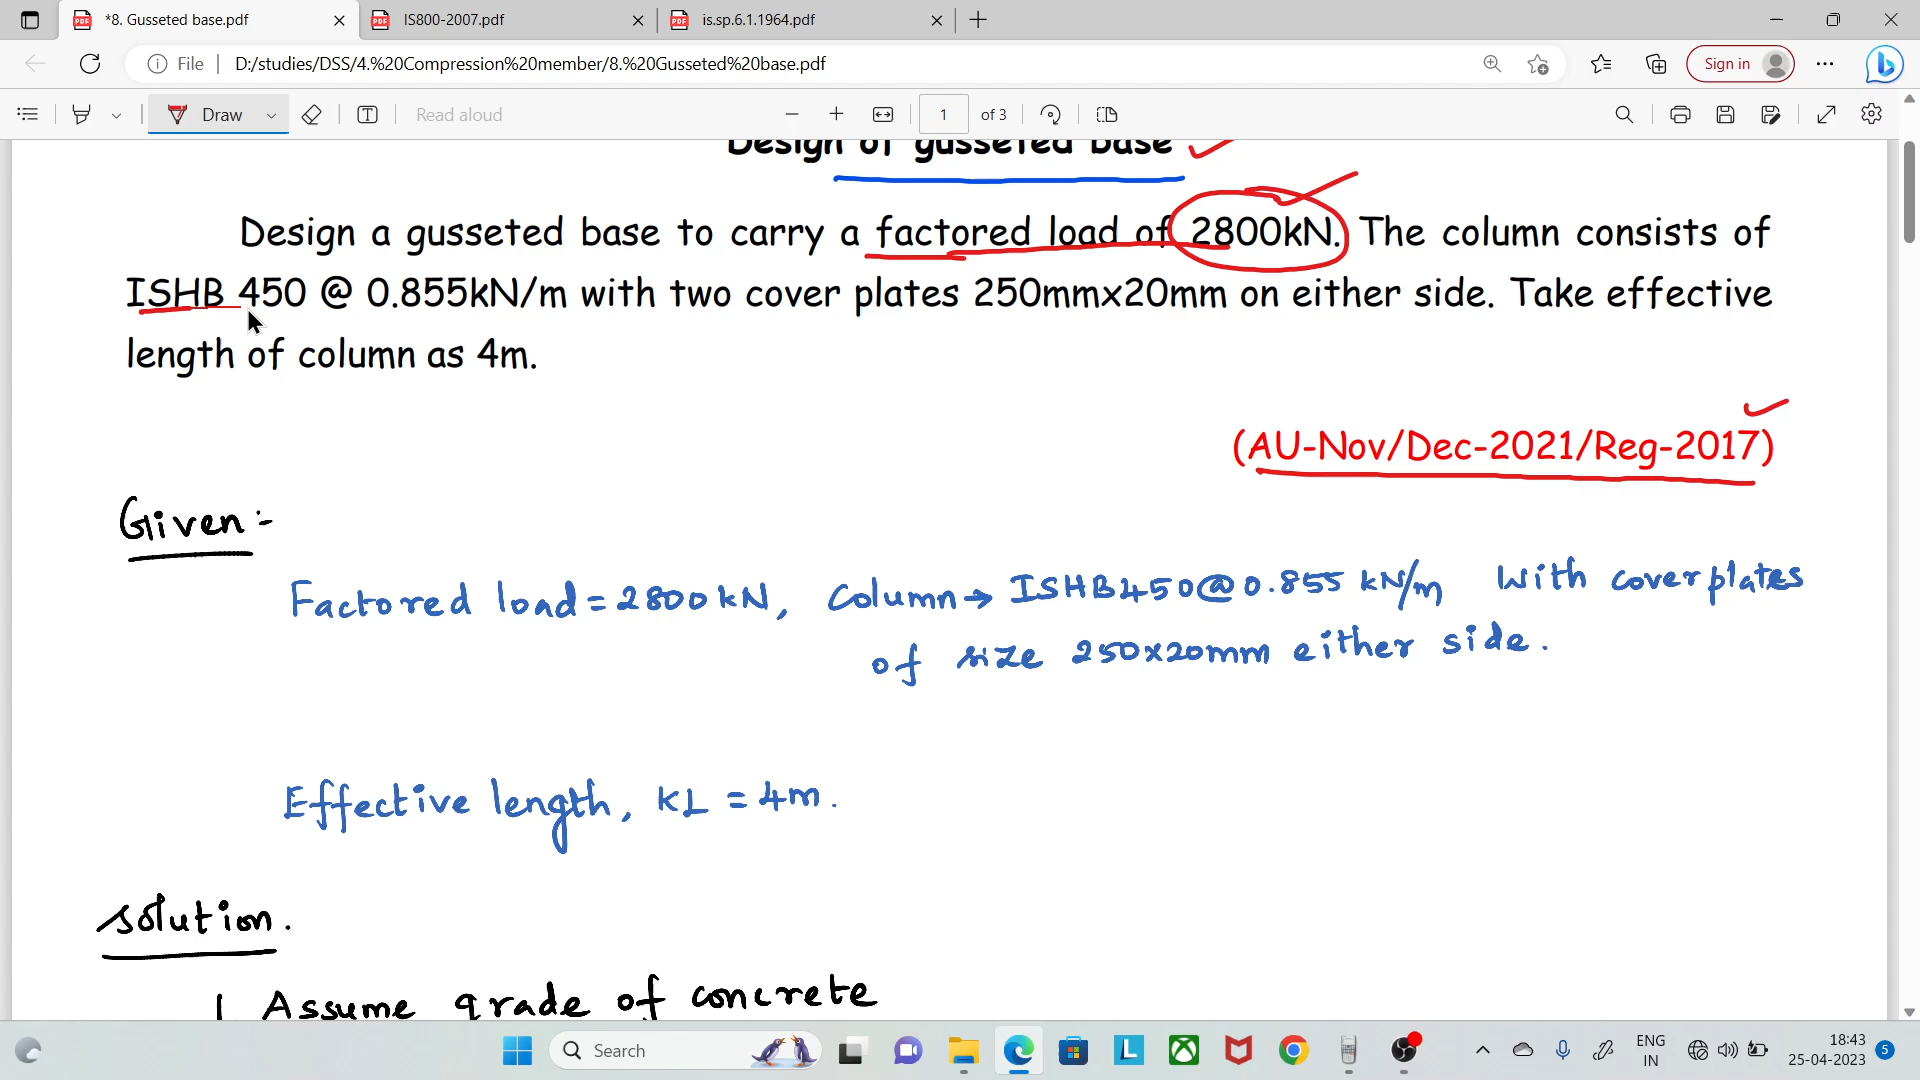 *8. Gusseted base.pdf
IS800-2007.pdf
is.sp.6.1.1964.pdf
File
D:/studies/DSS/4.%20Compression%20member/8.%20Gusseted%20base.pdf
Sign in
Draw
Read aloud
1
of 3
Design of gusseted base
Design a gusseted base to carry a factored load of 2800kN. The column consists of
ISHB 450 @ 0.855kN/m with two cover plates 250mmx20mm on either side. Take effective
length of column as 4m.
(AU-Nov/Dec-2021/Reg-2017)
Given:-
Factored load = 2800 kN, Column → ISHB450@0.855 kN/m With coverplates
of size 250x20mm either side.
Effective length, KL = 4m.
Solution.
1 Assume grade of concrete
Search
ENG
IN
18:43
25-04-2023
5